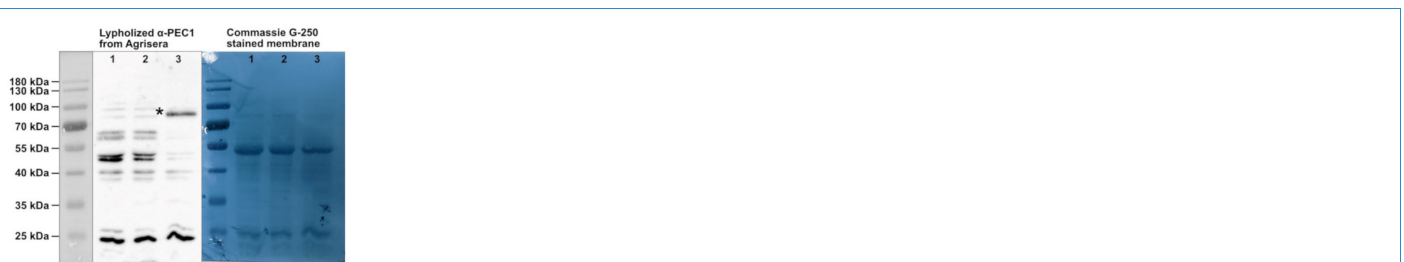 Lypholized α-PEC1
from Agrisera
Commassie G-250
stained membrane
1 2 3
1 2 3
180 kDa
130 kDa
100 kDa
*
70 kDa
55 kDa
40 kDa
35 kDa
25 kDa